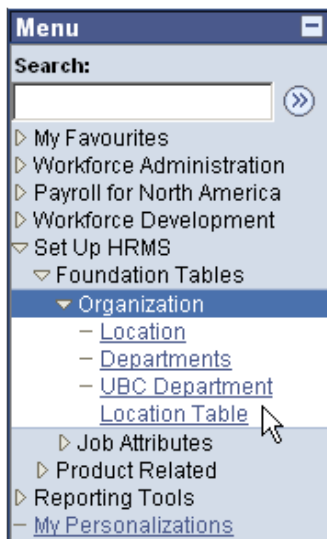 Menu
Search:
My Favourites
Workforce Administration
Payroll for North America
Workforce Development
Set Up HRMS
Foundation Tables
Organization
– Location
– Departments
– UBC Department
Location Table
Job Attributes
Product Related
Reporting Tools
– My Personalizations